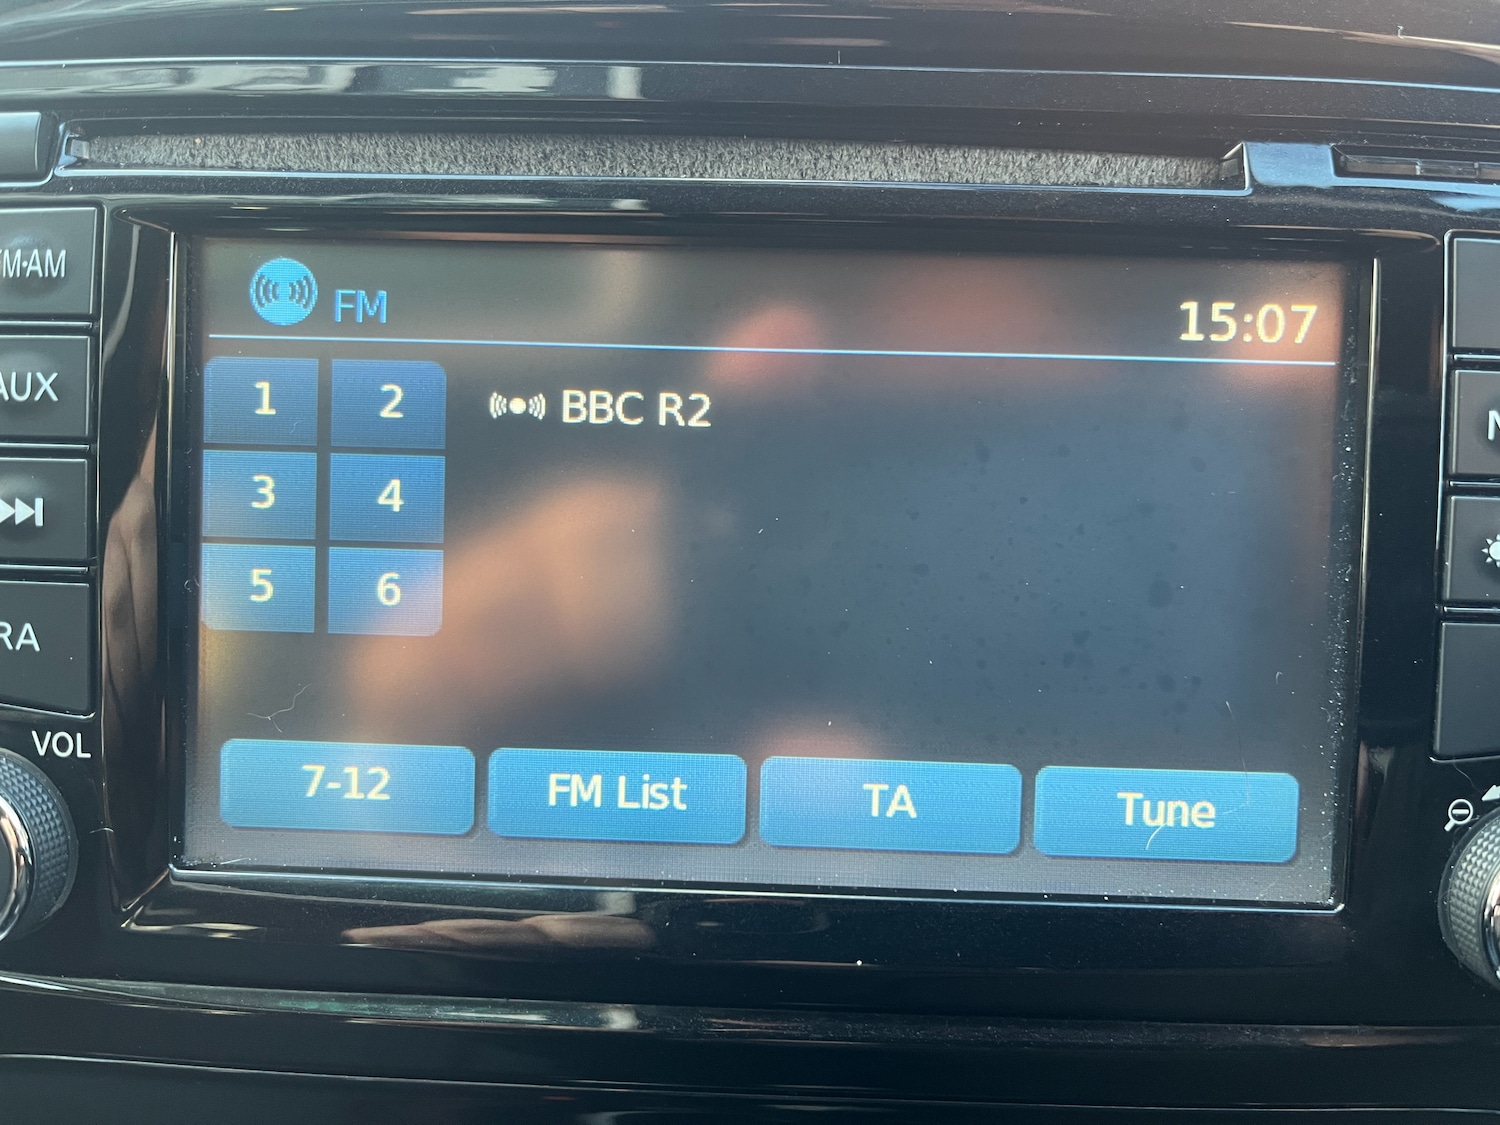 FM
15:07
FM·AM
1 2
BBC R2
AUX
3 4
5 6
RA
VOL
7-12
FM List
TA
Tune